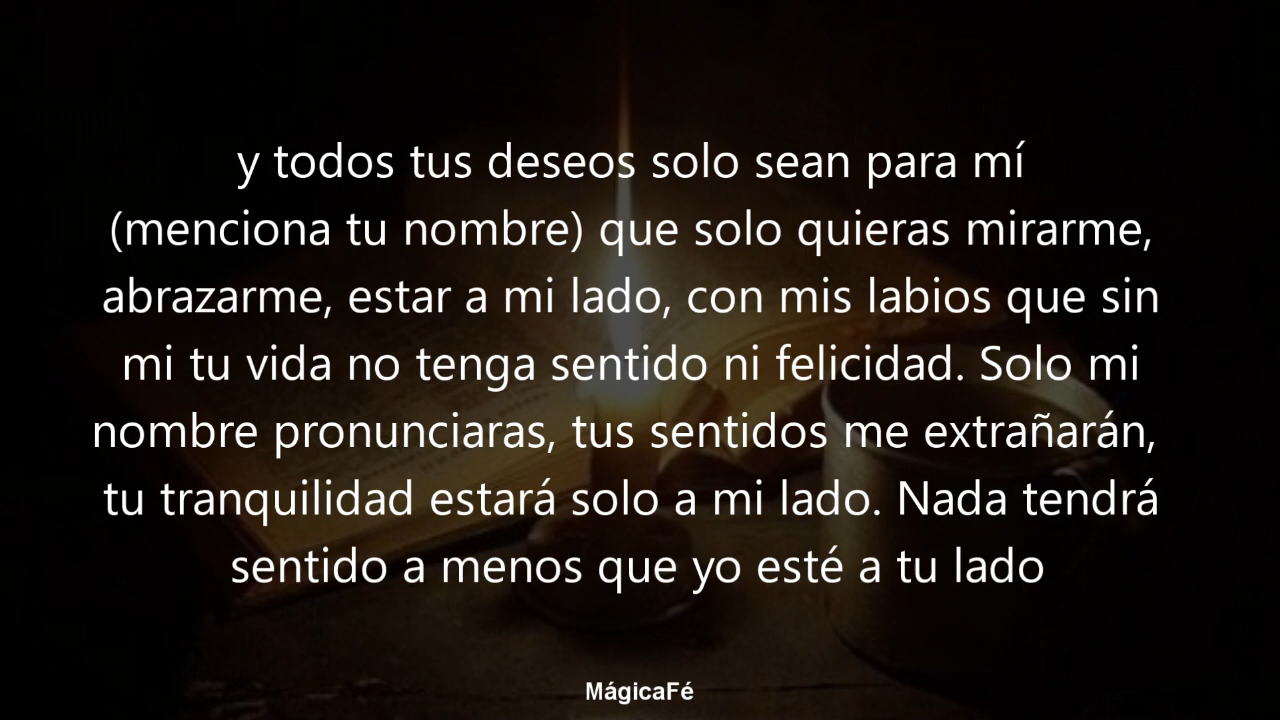 y todos tus deseos solo sean para mí
(menciona tu nombre) que solo quieras mirarme,
abrazarme, estar a mi lado, con mis labios que sin
mi tu vida no tenga sentido ni felicidad. Solo mi
nombre pronunciaras, tus sentidos me extrañarán,
tu tranquilidad estará solo a mi lado. Nada tendrá
sentido a menos que yo esté a tu lado
MágicaFé